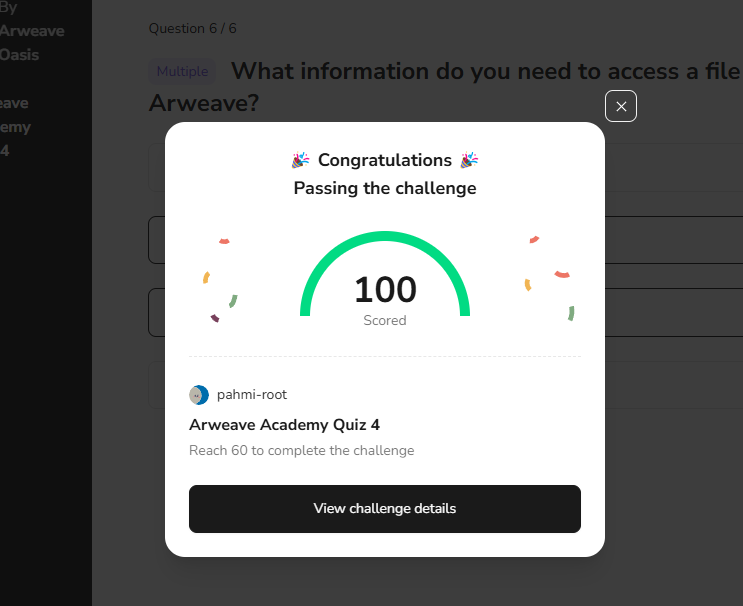 By
Arweave
Oasis
eave
emy
4
Question 6 / 6
Multiple What information do you need to access a file
Arweave?
Congratulations
Passing the challenge
100
Scored
pahmi-root
Arweave Academy Quiz 4
Reach 60 to complete the challenge
View challenge details